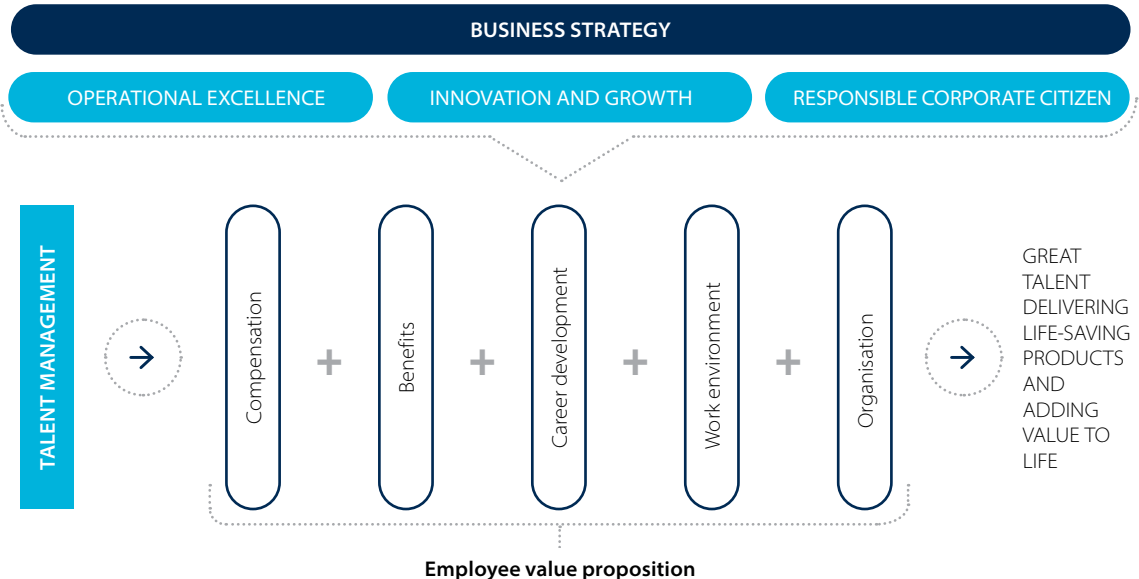 BUSINESS STRATEGY
OPERATIONAL EXCELLENCE
INNOVATION AND GROWTH
RESPONSIBLE CORPORATE CITIZEN
TALENT MANAGEMENT
Compensation
+
Benefits
+
Career development
+
Work environment
+
Organisation
GREAT
TALENT
DELIVERING
LIFE-SAVING
PRODUCTS
AND
ADDING
VALUE TO
LIFE
Employee value proposition